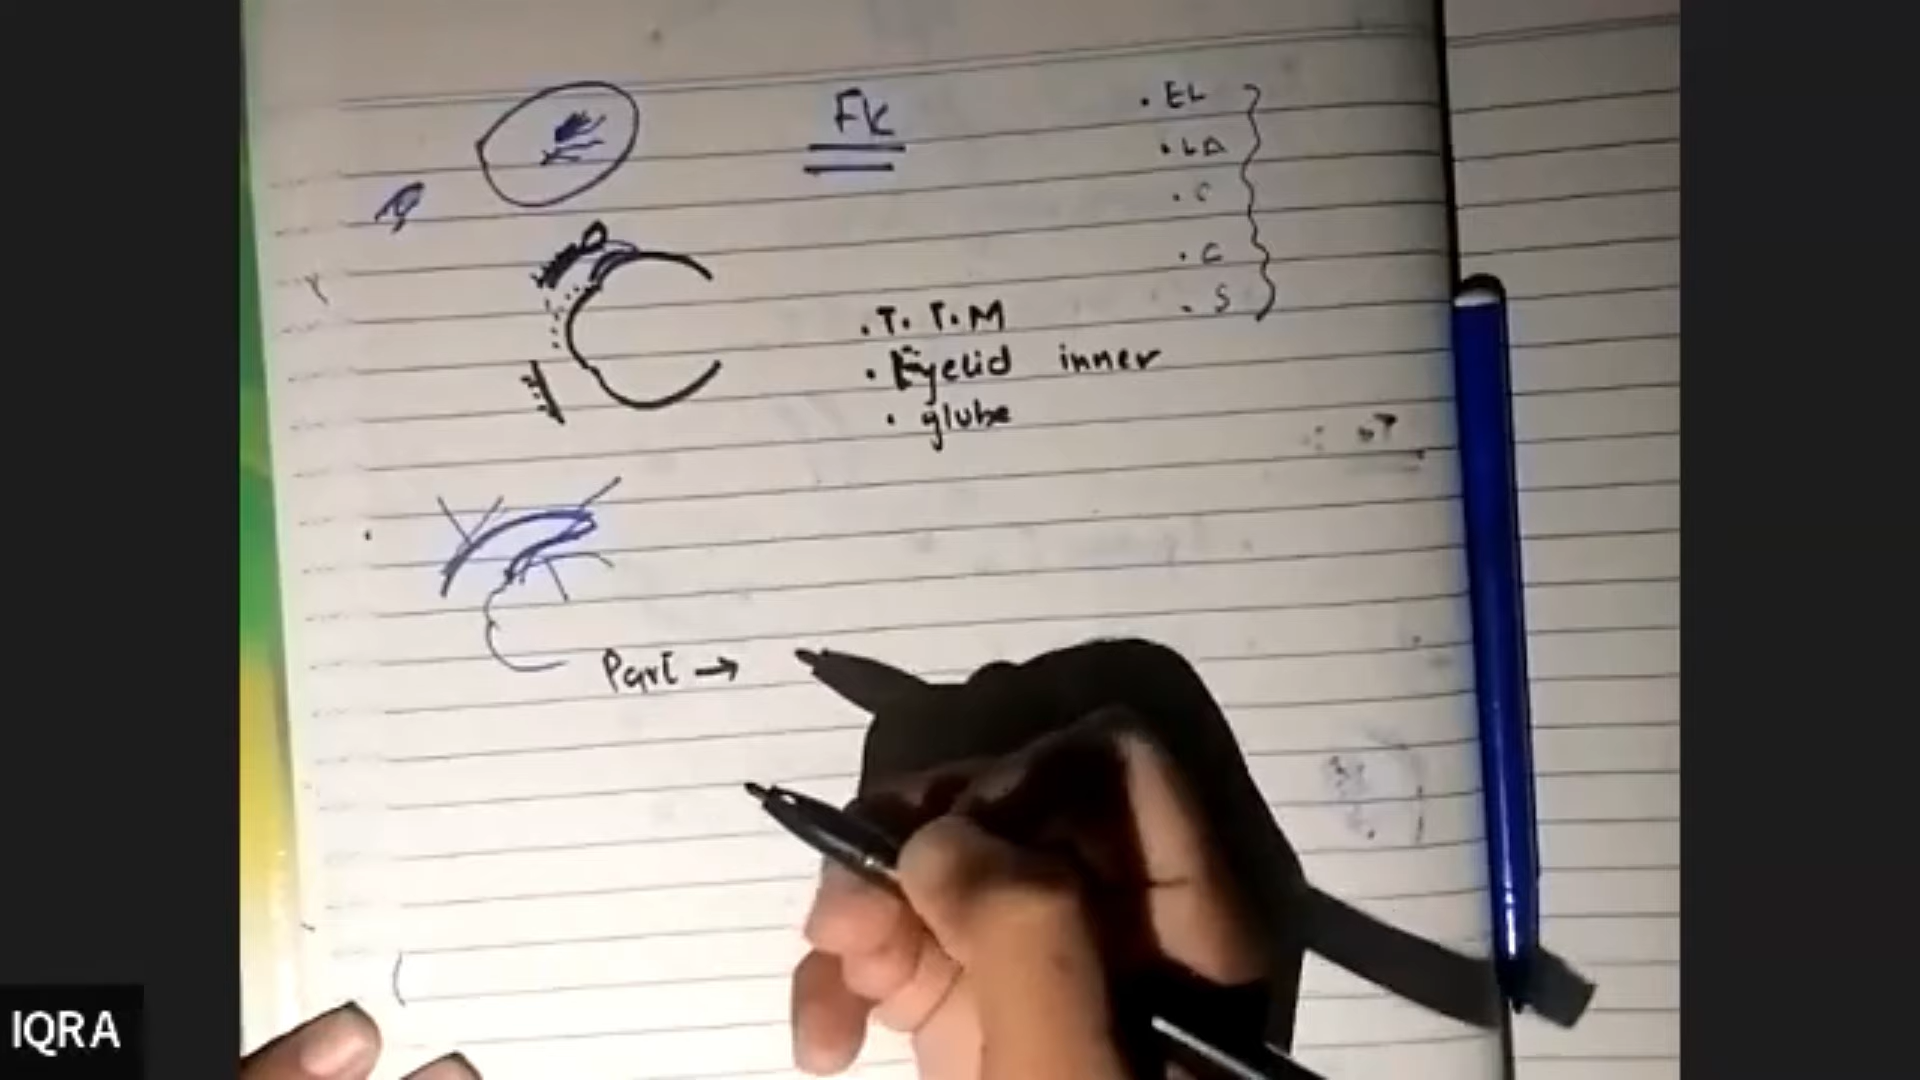 Fk
. EL
. LA
. C
. C
. S
. T. T. M
. Eyelid inner
. globe
Part →
IQRA